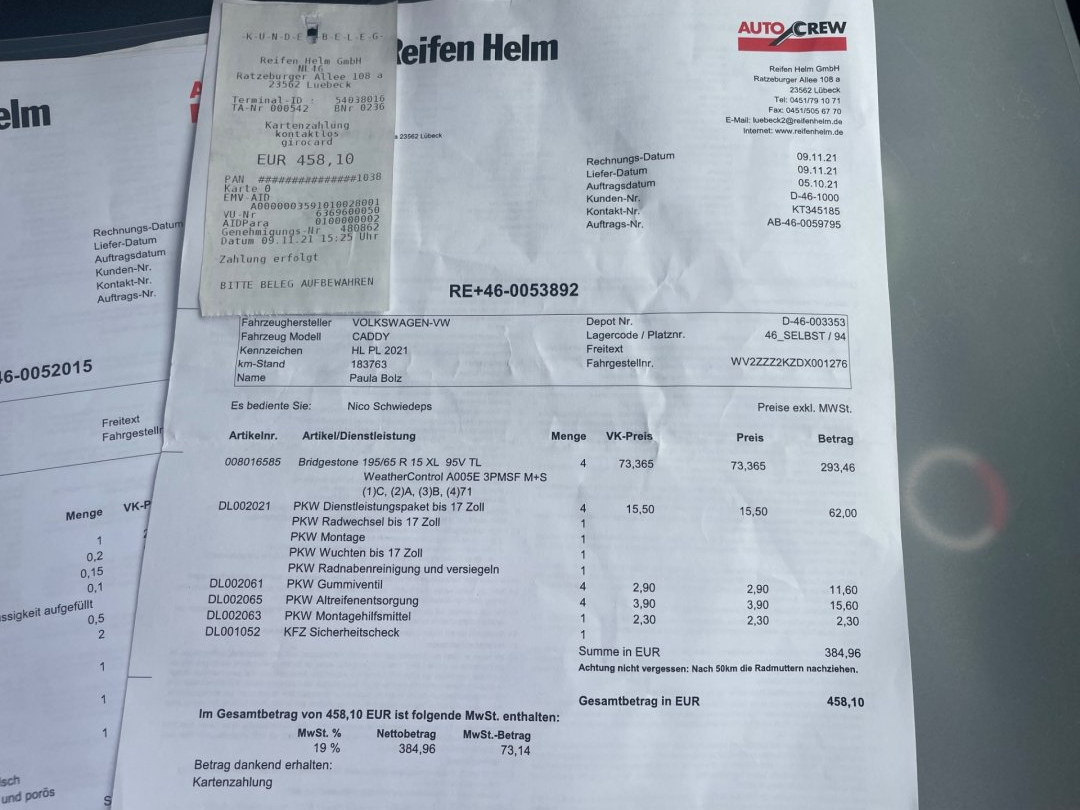 elm
Rechnungs-Datum
Liefer-Datum
Auftragsdatum
Kunden-Nr.
Kontakt-Nr.
Auftrags-Nr.
46-0052015
Freitext
Fahrgestellr
Menge VK-P
1
0,2
0,15
0,1
ssigkeit aufgefüllt
0,5
2
1
1
1
isch
und porös
S
-K-U-N-D-E B-E-L-E-G-
Reifen Helm GmbH
NL 46
Ratzeburger Allee 108 a
23562 Luebeck
Terminal-ID : 54038016
TA-Nr 000542 BNr 0236
Kartenzahlung
kontaktlos
girocard
EUR 458,10
PAN ###############1038
Karte 0
EMV-AID
A0000003591010028001
VU-Nr 6369600050
AIDPara 0100000002
Genehmigungs-Nr 480862
Datum 09.11.21 15:25 Uhr
Zahlung erfolgt
BITTE BELEG AUFBEWAHREN
Reifen Helm
AUTO CREW
Reifen Helm GmbH
Ratzeburger Allee 108 a
23562 Lübeck
Tel: 0451/79 10 71
Fax: 0451/505 67 70
E-Mail: luebeck2@reifenhelm.de
Internet: www.reifenhelm.de
a 23562 Lübeck
Rechnungs-Datum 09.11.21
Liefer-Datum 09.11.21
Auftragsdatum 05.10.21
Kunden-Nr. D-46-1000
Kontakt-Nr. KT345185
Auftrags-Nr. AB-46-0059795
RE+46-0053892
Fahrzeughersteller VOLKSWAGEN-VW Depot Nr. D-46-003353
Fahrzeug Modell CADDY Lagercode / Platznr. 46_SELBST / 94
Kennzeichen HL PL 2021 Freitext
km-Stand 183763 Fahrgestellnr. WV2ZZZ2KZDX001276
Name Paula Bolz
Es bediente Sie: Nico Schwiedeps Preise exkl. MWSt.
Artikelnr. Artikel/Dienstleistung Menge VK-Preis Preis Betrag
008016585 Bridgestone 195/65 R 15 XL 95V TL 4 73,365 73,365 293,46
WeatherControl A005E 3PMSF M+S
(1)C, (2)A, (3)B, (4)71
DL002021 PKW Dienstleistungspaket bis 17 Zoll 4 15,50 15,50 62,00
PKW Radwechsel bis 17 Zoll 1
PKW Montage 1
PKW Wuchten bis 17 Zoll 1
PKW Radnabenreinigung und versiegeln 1
DL002061 PKW Gummiventil 4 2,90 2,90 11,60
DL002065 PKW Altreifenentsorgung 4 3,90 3,90 15,60
DL002063 PKW Montagehilfsmittel 1 2,30 2,30 2,30
DL001052 KFZ Sicherheitscheck 1
Summe in EUR 384,96
Achtung nicht vergessen: Nach 50km die Radmuttern nachziehen.
Gesamtbetrag in EUR 458,10
Im Gesamtbetrag von 458,10 EUR ist folgende MwSt. enthalten:
MwSt. % Nettobetrag MwSt.-Betrag
19 % 384,96 73,14
Betrag dankend erhalten:
Kartenzahlung